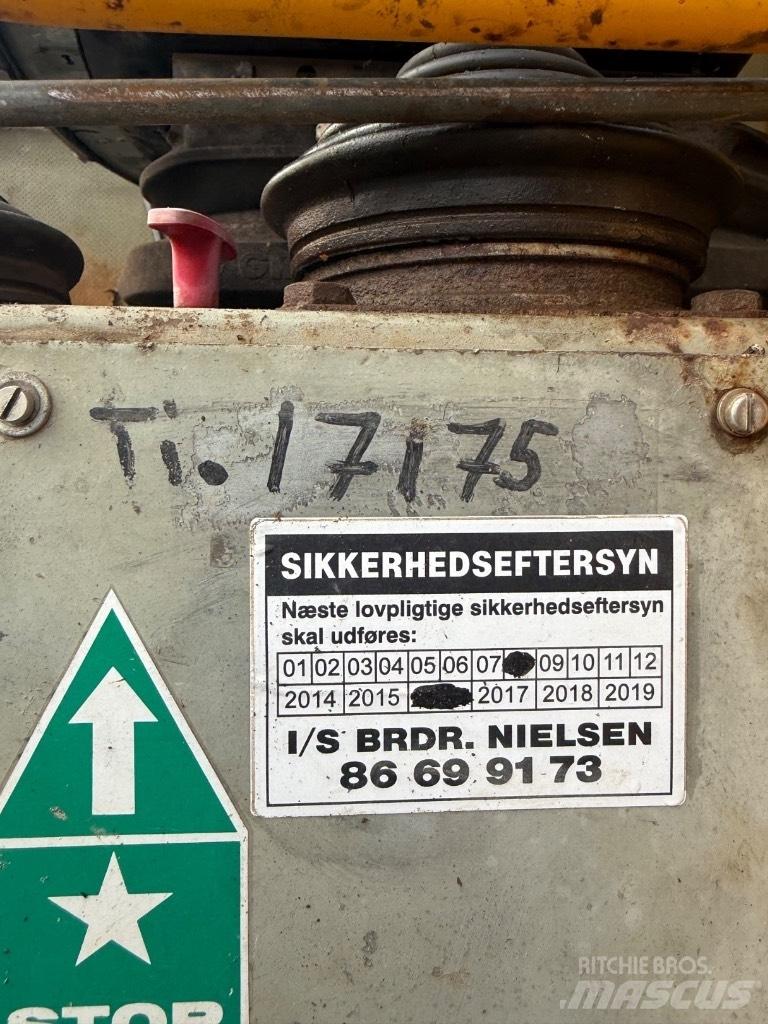 Ti. 17175
SIKKERHEDSEFTERSYN
Næste lovpligtige sikkerhedseftersyn
skal udføres:
01 02 03 04 05 06 07 09 10 11 12
2014 2015 2017 2018 2019
I/S BRDR. NIELSEN
86 69 91 73
STOP
RITCHIE BROS.
MASCUS